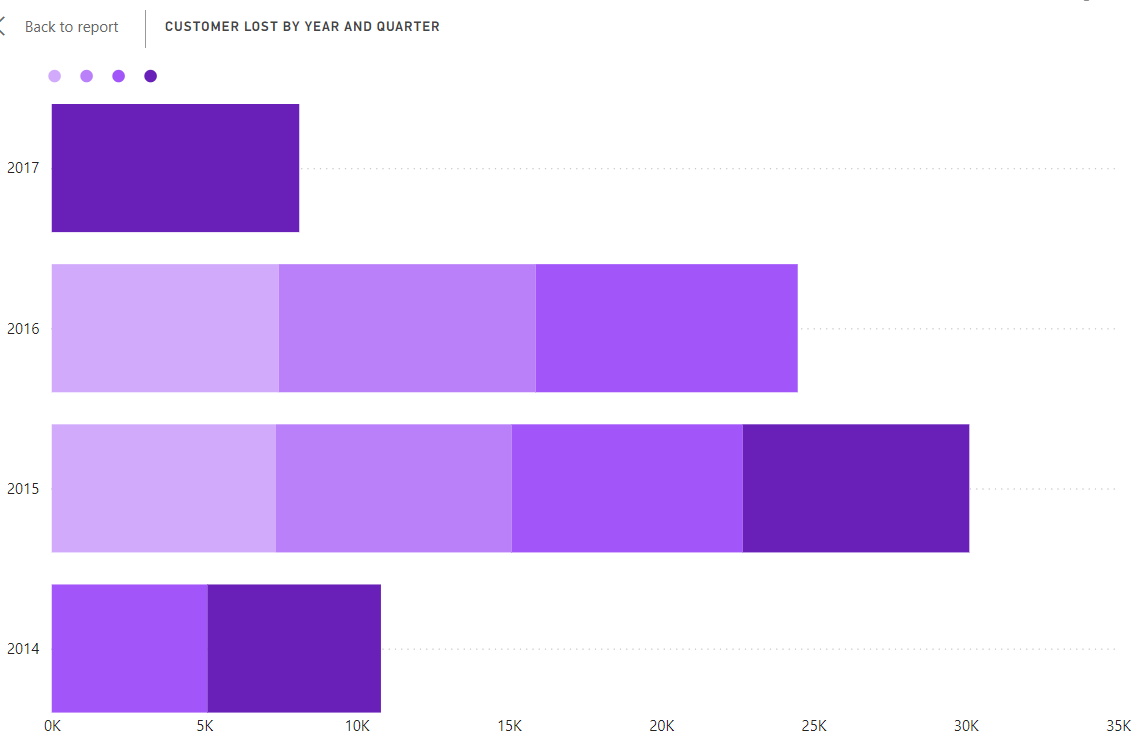 Back to report
CUSTOMER LOST BY YEAR AND QUARTER
2017
2016
2015
2014
0K 5K 10K 15K 20K 25K 30K 35K